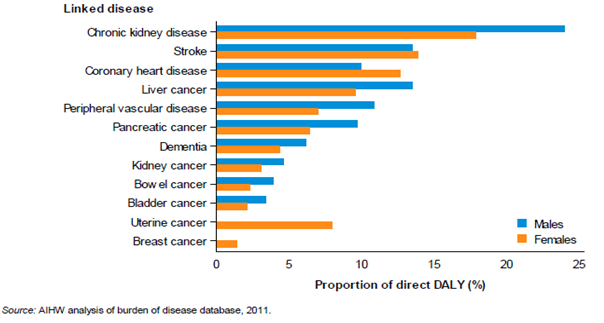 Linked disease
Chronic kidney disease
Stroke
Coronary heart disease
Liver cancer
Peripheral vascular disease
Pancreatic cancer
Dementia
Kidney cancer
Bowel cancer
Bladder cancer
Uterine cancer
Breast cancer
Males
Females
0 5 10 15 20 25
Proportion of direct DALY (%)
Source: AIHW analysis of burden of disease database, 2011.